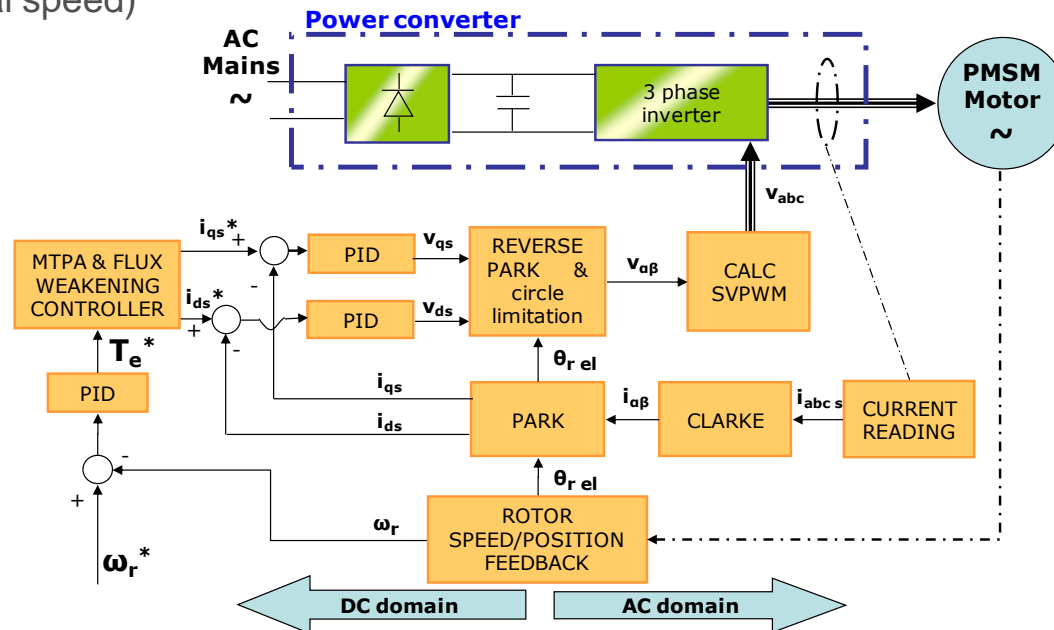 al speed)
Power converter
AC
Mains
~
3 phase
inverter
PMSM
Motor
~
v_abc
i_qs*
+
-
PID
v_qs
REVERSE
PARK &
circle
limitation
v_αβ
CALC
SVPWM
MTPA & FLUX
WEAKENING
CONTROLLER
i_ds*
+
-
PID
v_ds
T_e*
θ_r el
PID
i_qs
i_ds
PARK
i_αβ
CLARKE
i_abc s
CURRENT
READING
-
+
θ_r el
ω_r
ROTOR
SPEED/POSITION
FEEDBACK
ω_r*
DC domain
AC domain